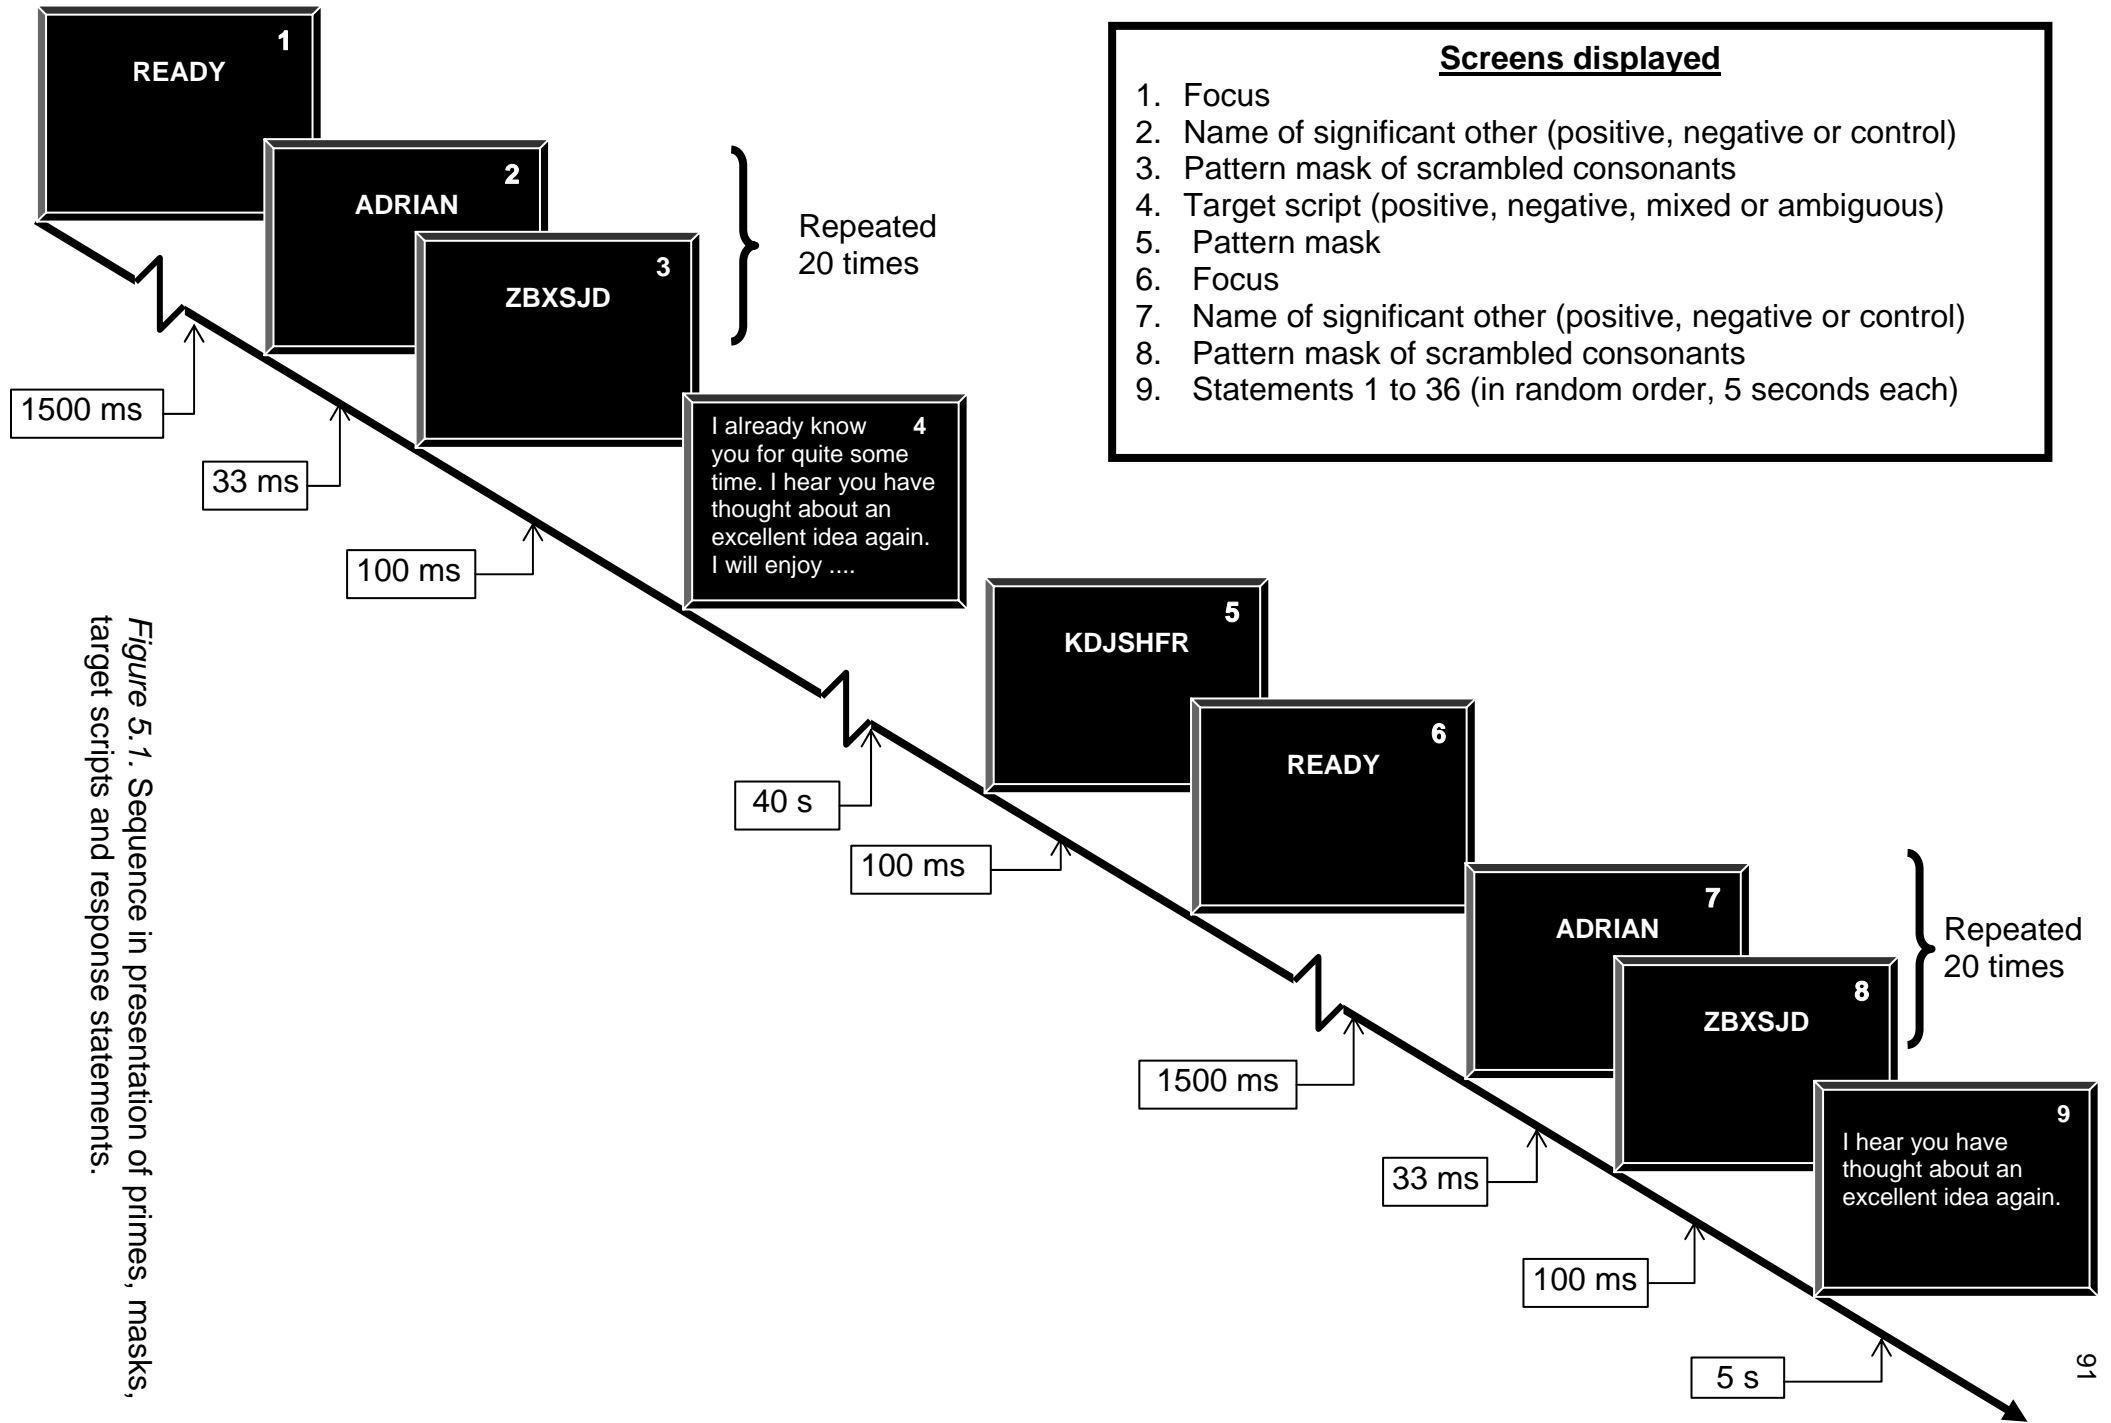 1
READY
2
ADRIAN
3
ZBXSJD
Repeated
20 times
Screens displayed
1. Focus
2. Name of significant other (positive, negative or control)
3. Pattern mask of scrambled consonants
4. Target script (positive, negative, mixed or ambiguous)
5. Pattern mask
6. Focus
7. Name of significant other (positive, negative or control)
8. Pattern mask of scrambled consonants
9. Statements 1 to 36 (in random order, 5 seconds each)
1500 ms
33 ms
100 ms
I already know 4
you for quite some
time. I hear you have
thought about an
excellent idea again.
I will enjoy ....
5
KDJSHFR
6
READY
40 s
100 ms
7
ADRIAN
8
ZBXSJD
Repeated
20 times
1500 ms
33 ms
100 ms
9
I hear you have
thought about an
excellent idea again.
5 s
Figure 5.1. Sequence in presentation of primes, masks,
target scripts and response statements.
91